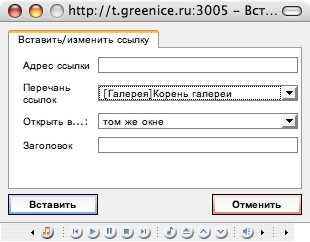 http://t.greenice.ru:3005 – Вст...
Вставить/изменить ссылку
Адрес ссылки
Перечань
ссылок
[Галерея]Корень галереи
Открыть в...:
том же окне
Заголовок
Вставить
Отменить